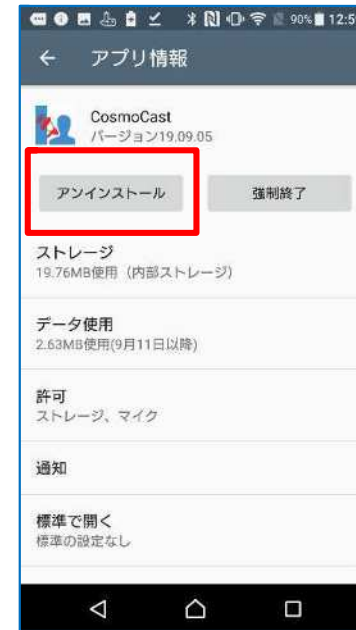 90% 12:5
アプリ情報
CosmoCast
バージョン19.09.05
アンインストール
強制終了
ストレージ
19.76MB使用（内部ストレージ）
データ使用
2.63MB使用(9月11日以降)
許可
ストレージ、マイク
通知
標準で開く
標準の設定なし